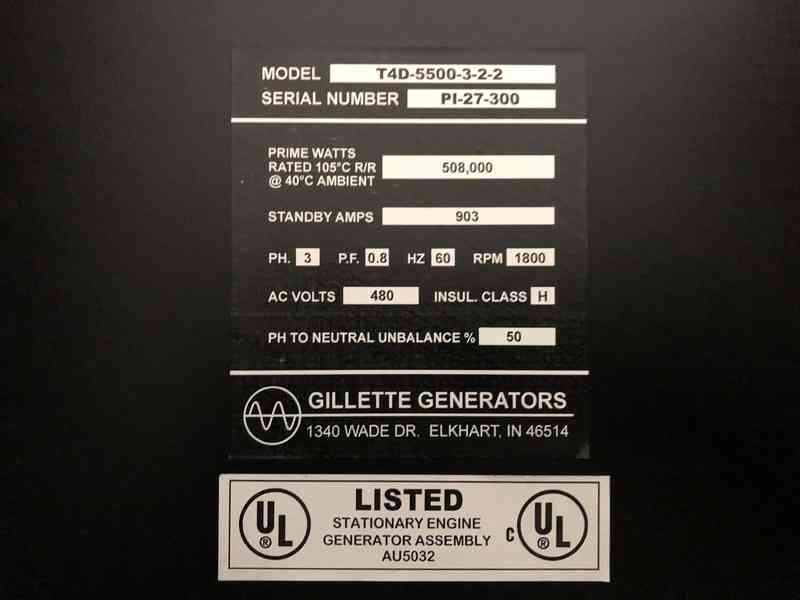 MODEL T4D-5500-3-2-2
SERIAL NUMBER PI-27-300
PRIME WATTS
RATED 105°C R/R
@ 40°C AMBIENT
508,000
STANDBY AMPS 903
PH. 3 P.F. 0.8 HZ 60 RPM 1800
AC VOLTS 480 INSUL. CLASS H
PH TO NEUTRAL UNBALANCE % 50
GILLETTE GENERATORS
1340 WADE DR. ELKHART, IN 46514
UL ® LISTED C UL ®
STATIONARY ENGINE
GENERATOR ASSEMBLY
AU5032